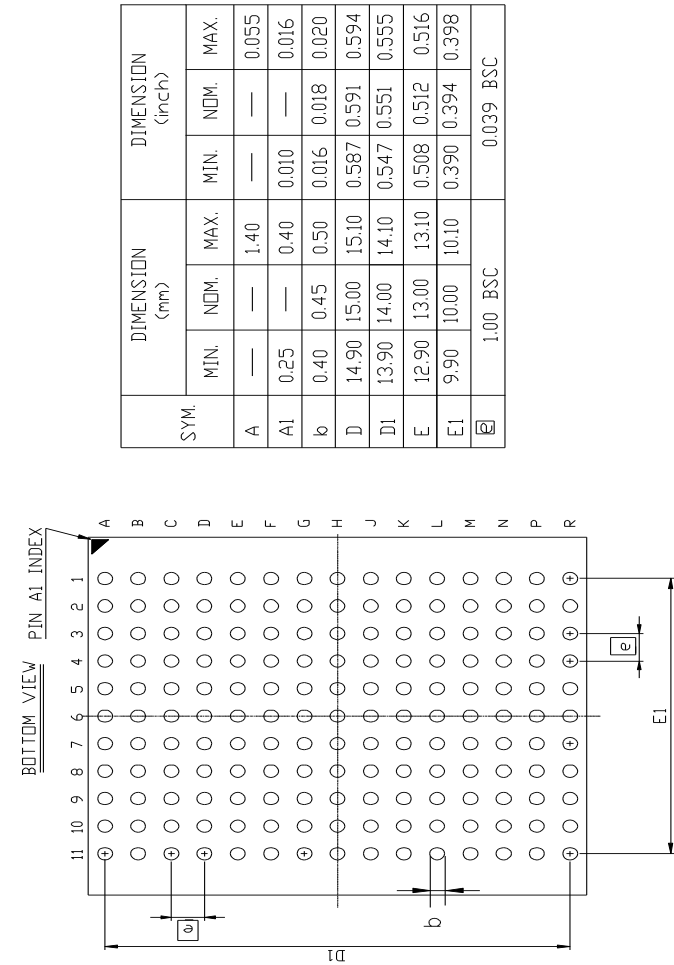 SYM.
DIMENSION
(mm)
DIMENSION
(inch)
MIN. NOM. MAX. MIN. NOM. MAX.
A — — 1.40 — — 0.055
A1 0.25 — 0.40 0.010 — 0.016
b 0.40 0.45 0.50 0.016 0.018 0.020
D 14.90 15.00 15.10 0.587 0.591 0.594
D1 13.90 14.00 14.10 0.547 0.551 0.555
E 12.90 13.00 13.10 0.508 0.512 0.516
E1 9.90 10.00 10.10 0.390 0.394 0.398
e 1.00 BSC 0.039 BSC
BOTTOM VIEW
PIN A1 INDEX
11 10 9 8 7 6 5 4 3 2 1
A
B
C
D
E
F
G
H
J
K
L
M
N
P
R
e
D1
b
e
E1